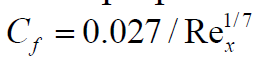 C_f = 0.027 / Re_x^{1/7}